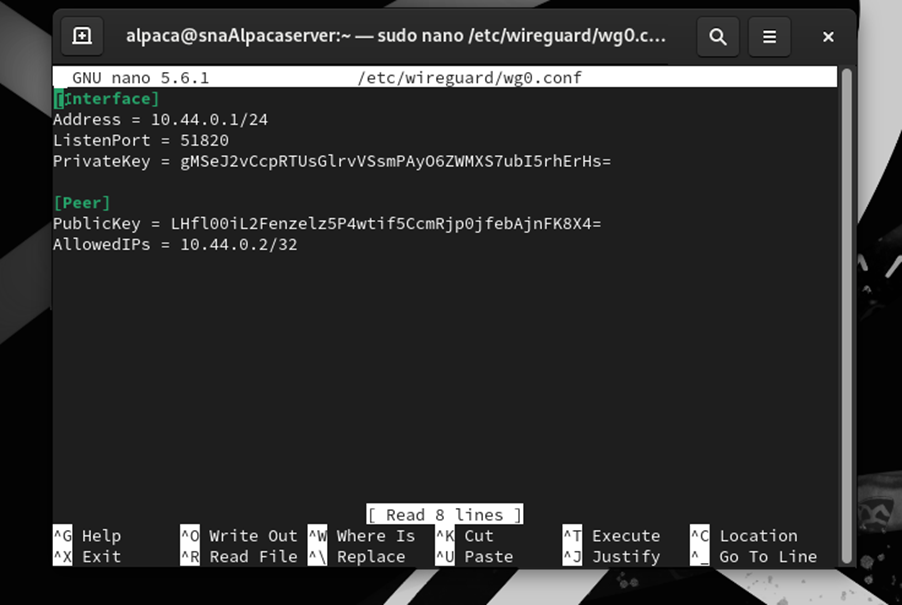 alpaca@snaAlpacaserver:~ — sudo nano /etc/wireguard/wg0.c...
GNU nano 5.6.1 /etc/wireguard/wg0.conf
[Interface]
Address = 10.44.0.1/24
ListenPort = 51820
PrivateKey = gMSeJ2vCcpRTUsGlrvVSsmPAyO6ZWMXS7ubI5rhErHs=
[Peer]
PublicKey = LHfl00iL2Fenzelz5P4wtif5CcmRjp0jfebAjnFK8X4=
AllowedIPs = 10.44.0.2/32
[ Read 8 lines ]
^G Help ^O Write Out ^W Where Is ^K Cut ^T Execute ^C Location
^X Exit ^R Read File ^\ Replace ^U Paste ^J Justify ^_ Go To Line